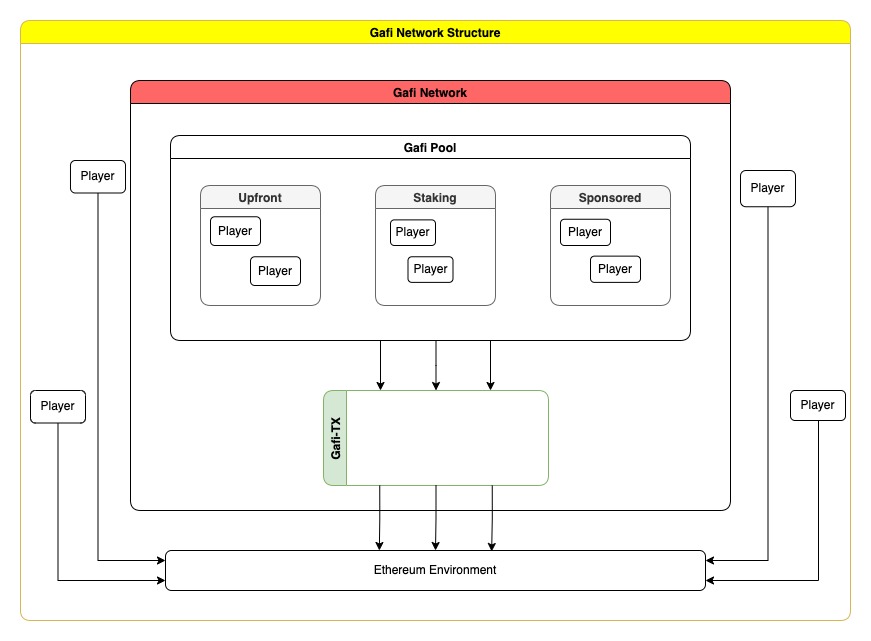 Gafi Network Structure
Gafi Network
Gafi Pool
Player
Player
Upfront
Staking
Sponsored
Player
Player
Player
Player
Player
Player
Player
Player
Gafi-TX
Ethereum Environment